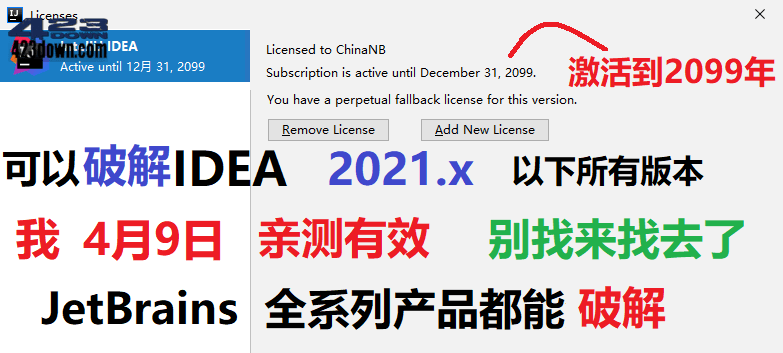 Licenses
IJ
423
DOWN
423down.com
IntelliJ IDEA
Active until 12月 31, 2099
Licensed to ChinaNB
Subscription is active until December 31, 2099.
激活到2099年
You have a perpetual fallback license for this version.
Remove License
Add New License
可以破解IDEA 2021.x 以下所有版本
我 4月9日 亲测有效 别找来找去了
JetBrains 全系列产品都能 破解